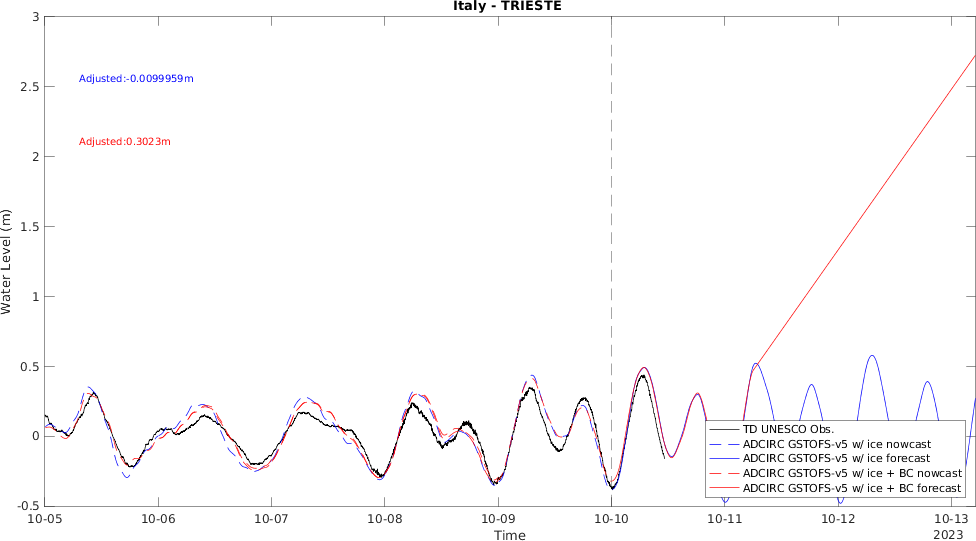 Italy - TRIESTE
3
2.5
2
1.5
1
0.5
0
-0.5
Water Level (m)
Adjusted:-0.0099959m
Adjusted:0.3023m
TD UNESCO Obs.
ADCIRC GSTOFS-v5 w/ ice nowcast
ADCIRC GSTOFS-v5 w/ ice forecast
ADCIRC GSTOFS-v5 w/ ice + BC nowcast
ADCIRC GSTOFS-v5 w/ ice + BC forecast
10-05 10-06 10-07 10-08 10-09 10-10 10-11 10-12 10-13
Time
2023